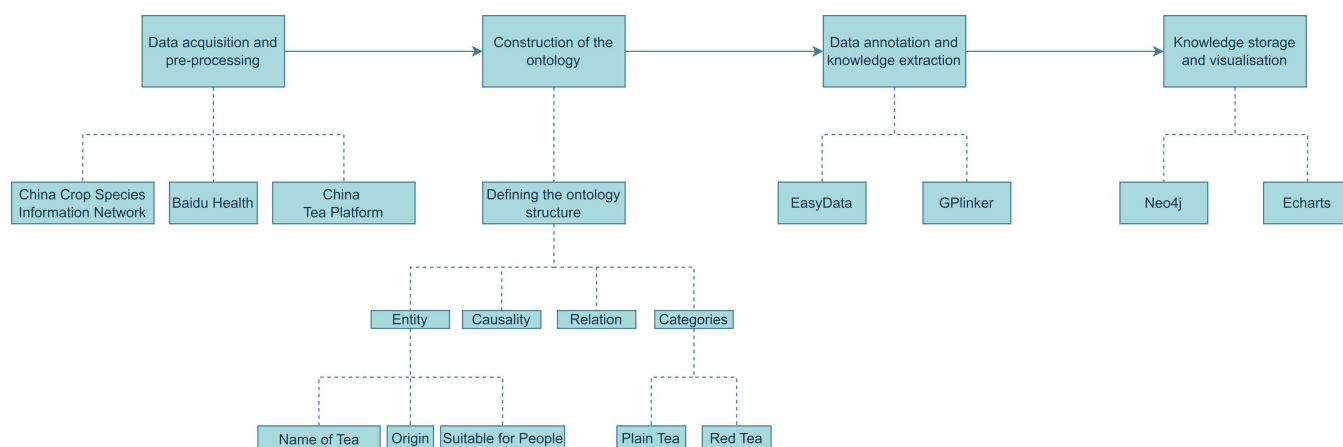 Data acquisition and
pre-processing
Construction of the
ontology
Data annotation and
knowledge extraction
Knowledge storage
and visualisation
China Crop Species
Information Network
Baidu Health
China
Tea Platform
Defining the ontology
structure
EasyData
GPlinker
Neo4j
Echarts
Entity
Causality
Relation
Categories
Name of Tea
Origin
Suitable for People
Plain Tea
Red Tea